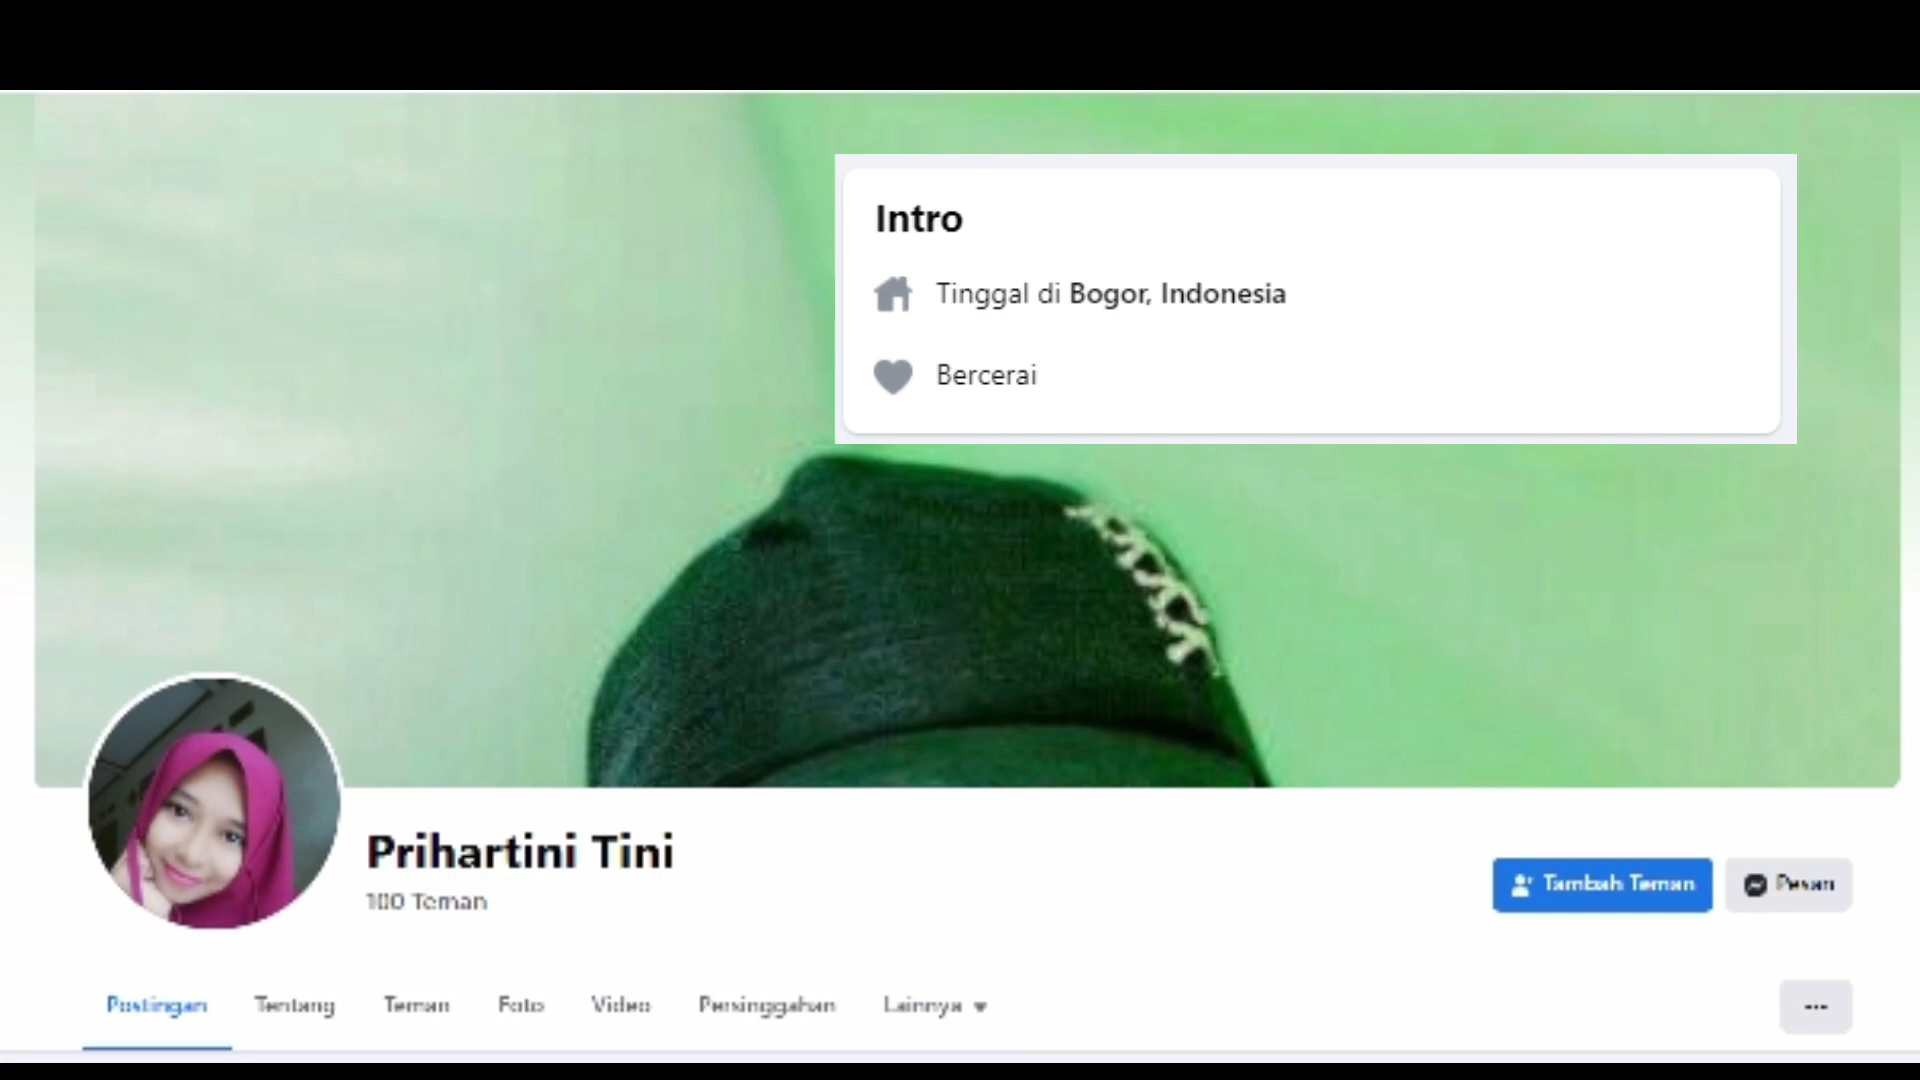 Intro
Tinggal di Bogor, Indonesia
Bercerai
Prihartini Tini
100 Teman
Tambah Teman
Pesan
Postingan
Tentang
Teman
Foto
Video
Persinggahan
Lainnya